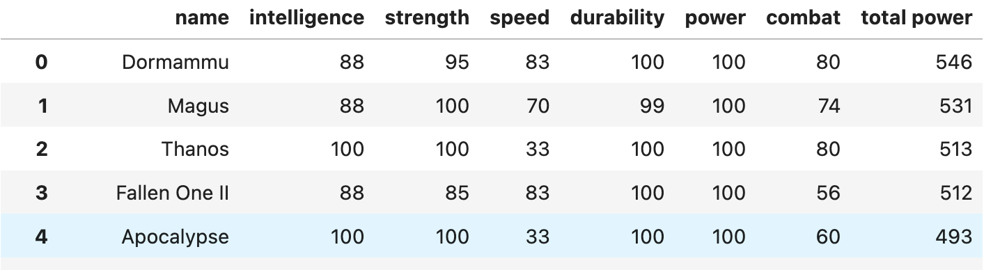 name intelligence strength speed durability power combat total power
0 Dormammu 88 95 83 100 100 80 546
1 Magus 88 100 70 99 100 74 531
2 Thanos 100 100 33 100 100 80 513
3 Fallen One II 88 85 83 100 100 56 512
4 Apocalypse 100 100 33 100 100 60 493